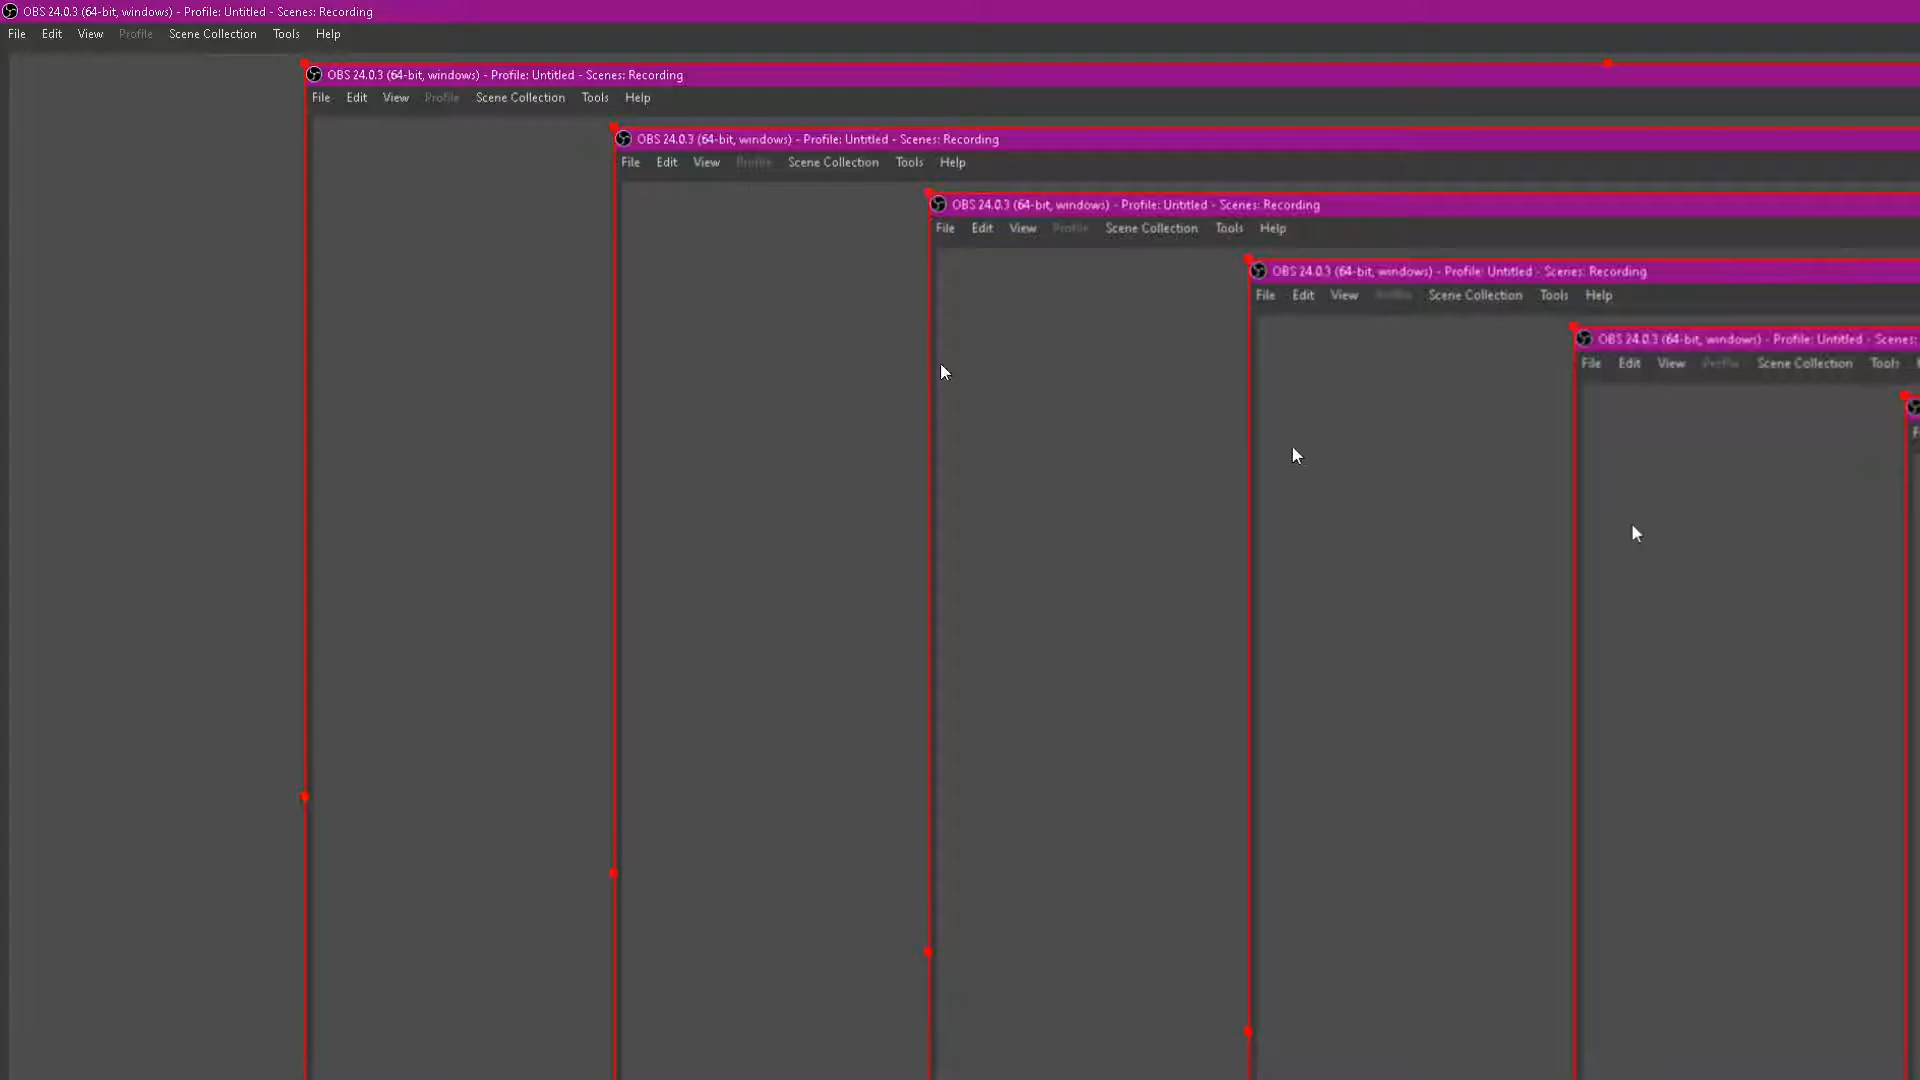 OBS 24.0.3 (64-bit, windows) - Profile: Untitled - Scenes: Recording
File Edit View Profile Scene Collection Tools Help
OBS 24.0.3 (64-bit, windows) - Profile: Untitled - Scenes: Recording
File Edit View Profile Scene Collection Tools Help
OBS 24.0.3 (64-bit, windows) - Profile: Untitled - Scenes: Recording
File Edit View Profile Scene Collection Tools Help
OBS 24.0.3 (64-bit, windows) - Profile: Untitled - Scenes: Recording
File Edit View Profile Scene Collection Tools Help
OBS 24.0.3 (64-bit, windows) - Profile: Untitled - Scenes: Recording
File Edit View Scene Collection Tools Help
OBS 24.0.3 (64-bit, windows) - Profile: Untitled - Scenes:
File Edit View Scene Collection Tools